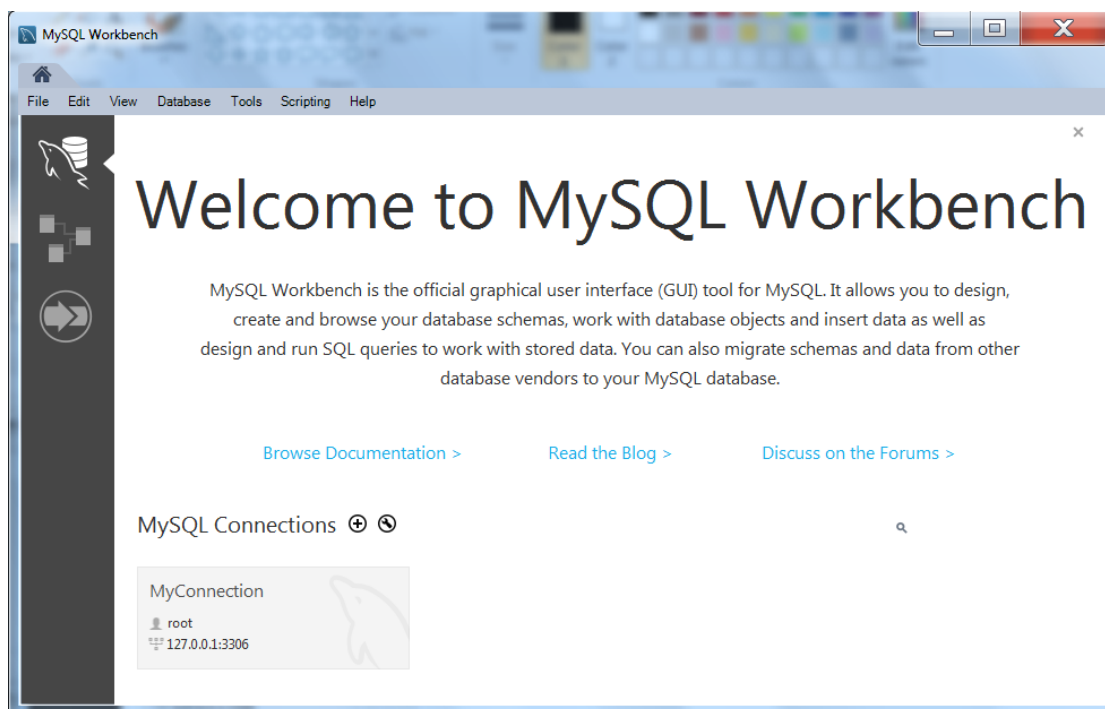 MySQL Workbench
File Edit View Database Tools Scripting Help
Welcome to MySQL Workbench
MySQL Workbench is the official graphical user interface (GUI) tool for MySQL. It allows you to design,
create and browse your database schemas, work with database objects and insert data as well as
design and run SQL queries to work with stored data. You can also migrate schemas and data from other
database vendors to your MySQL database.
Browse Documentation > Read the Blog > Discuss on the Forums >
MySQL Connections
MyConnection
root
127.0.0.1:3306